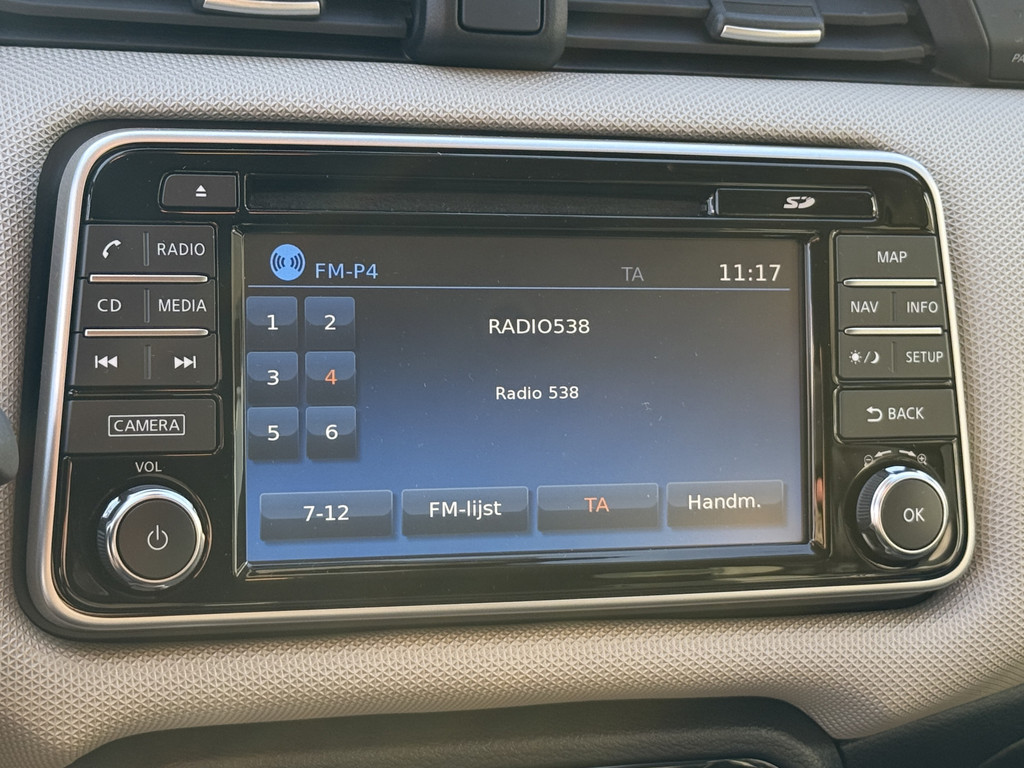 PA
SD
RADIO
CD MEDIA
CAMERA
VOL
FM-P4 TA 11:17
1 2
3 4
5 6
RADIO538
Radio 538
7-12 FM-lijst TA Handm.
MAP
NAV INFO
SETUP
BACK
OK